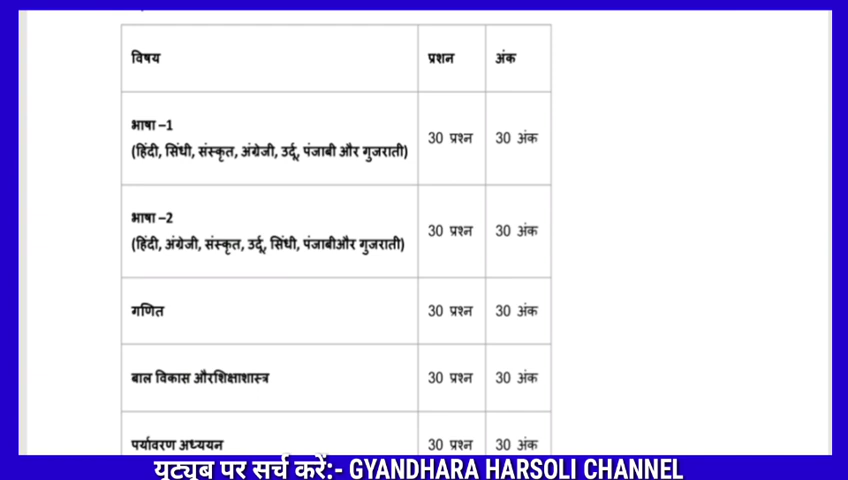 विषय प्रशन अंक
भाषा –1
(हिंदी, सिंधी, संस्कृत, अंग्रेजी, उर्दू, पंजाबी और गुजराती) 30 प्रश्न 30 अंक
भाषा –2
(हिंदी, अंग्रेजी, संस्कृत, उर्दू, सिंधी, पंजाबीऔर गुजराती) 30 प्रश्न 30 अंक
गणित 30 प्रश्न 30 अंक
बाल विकास औरशिक्षाशास्त्र 30 प्रश्न 30 अंक
पर्यावरण अध्ययन 30 प्रश्न 30 अंक
यूट्यूब पर सर्च करें:- GYANDHARA HARSOLI CHANNEL